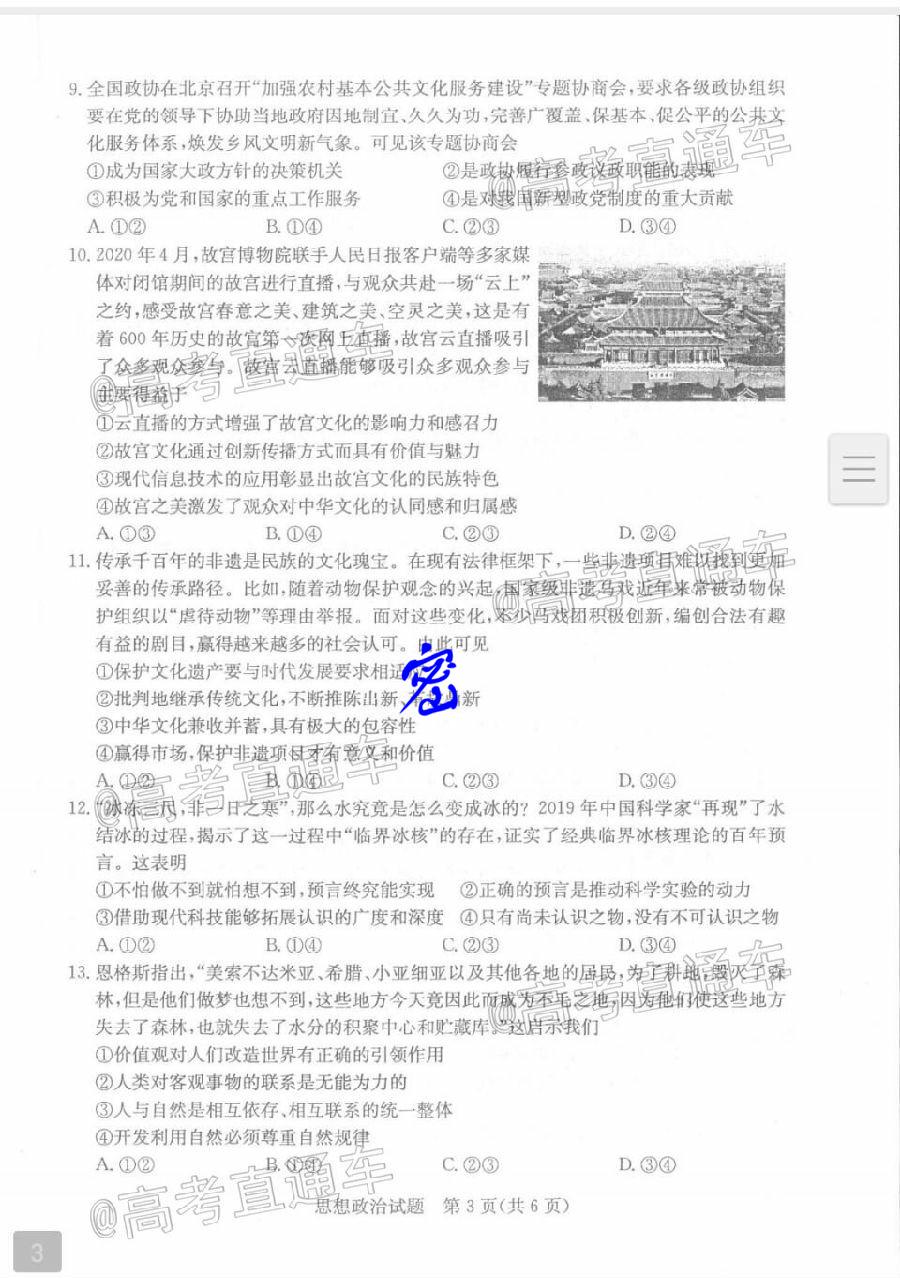 9. 全国政协在北京召开“加强农村基本公共文化服务建设”专题协商会,要求各级政协组织
要在党的领导下协助当地政府因地制宜、久久为功,完善广覆盖、保基本、促公平的公共文
化服务体系,焕发乡风文明新气象。可见该专题协商会
①成为国家大政方针的决策机关 ②是政协履行参政议政职能的表现
③积极为党和国家的重点工作服务 ④是对我国新型政党制度的重大贡献
A. ①② B. ①④ C. ②③ D. ③④
10. 2020 年 4 月,故宫博物院联手人民日报客户端等多家媒
体对闭馆期间的故宫进行直播,与观众共赴一场“云上”
之约,感受故宫春意之美、建筑之美、空灵之美,这是有
着 600 年历史的故宫第一次网上直播,故宫云直播吸引
了众多观众参与。故宫云直播能够吸引众多观众参与
主要得益于
①云直播的方式增强了故宫文化的影响力和感召力
②故宫文化通过创新传播方式而具有价值与魅力
③现代信息技术的应用彰显出故宫文化的民族特色
④故宫之美激发了观众对中华文化的认同感和归属感
A. ①③ B. ①④ C. ②③ D. ②④
11. 传承千百年的非遗是民族的文化瑰宝。在现有法律框架下,一些非遗项目难以找到更加
妥善的传承路径。比如,随着动物保护观念的兴起,国家级非遗马戏近年来常被动物保
护组织以“虐待动物”等理由举报。面对这些变化,不少马戏团积极创新,编创合法有趣
有益的剧目,赢得越来越多的社会认可。由此可见
①保护文化遗产要与时代发展要求相适
②批判地继承传统文化,不断推陈出新、 新
密
③中华文化兼收并蓄,具有极大的包容性
④赢得市场,保护非遗项目才有意义和价值
A. ①② B. ①④ C. ②③ D. ③④
12. “冰冻三尺,非一日之寒”,那么水究竟是怎么变成冰的? 2019 年中国科学家“再现”了水
结冰的过程,揭示了这一过程中“临界冰核”的存在,证实了经典临界冰核理论的百年预
言。这表明
①不怕做不到就怕想不到,预言终究能实现 ②正确的预言是推动科学实验的动力
③借助现代科技能够拓展认识的广度和深度 ④只有尚未认识之物,没有不可认识之物
A. ①② B. ①④ C. ②③ D. ③④
13. 恩格斯指出,“美索不达米亚、希腊、小亚细亚以及其他各地的居民,为了耕地,毁灭了森
林,但是他们做梦也想不到,这些地方今天竟因此而成为不毛之地,因为他们使这些地方
失去了森林,也就失去了水分的积聚中心和贮藏库。”这启示我们
①价值观对人们改造世界有正确的引领作用
②人类对客观事物的联系是无能为力的
③人与自然是相互依存、相互联系的统一整体
④开发利用自然必须尊重自然规律
A. ①② B. ①④ C. ②③ D. ③④
思想政治试题 第 3 页(共 6 页)
3
@高考直通车
@高考直通车
@高考直通车
@高考直通车
@高考直通车
@高考直通车